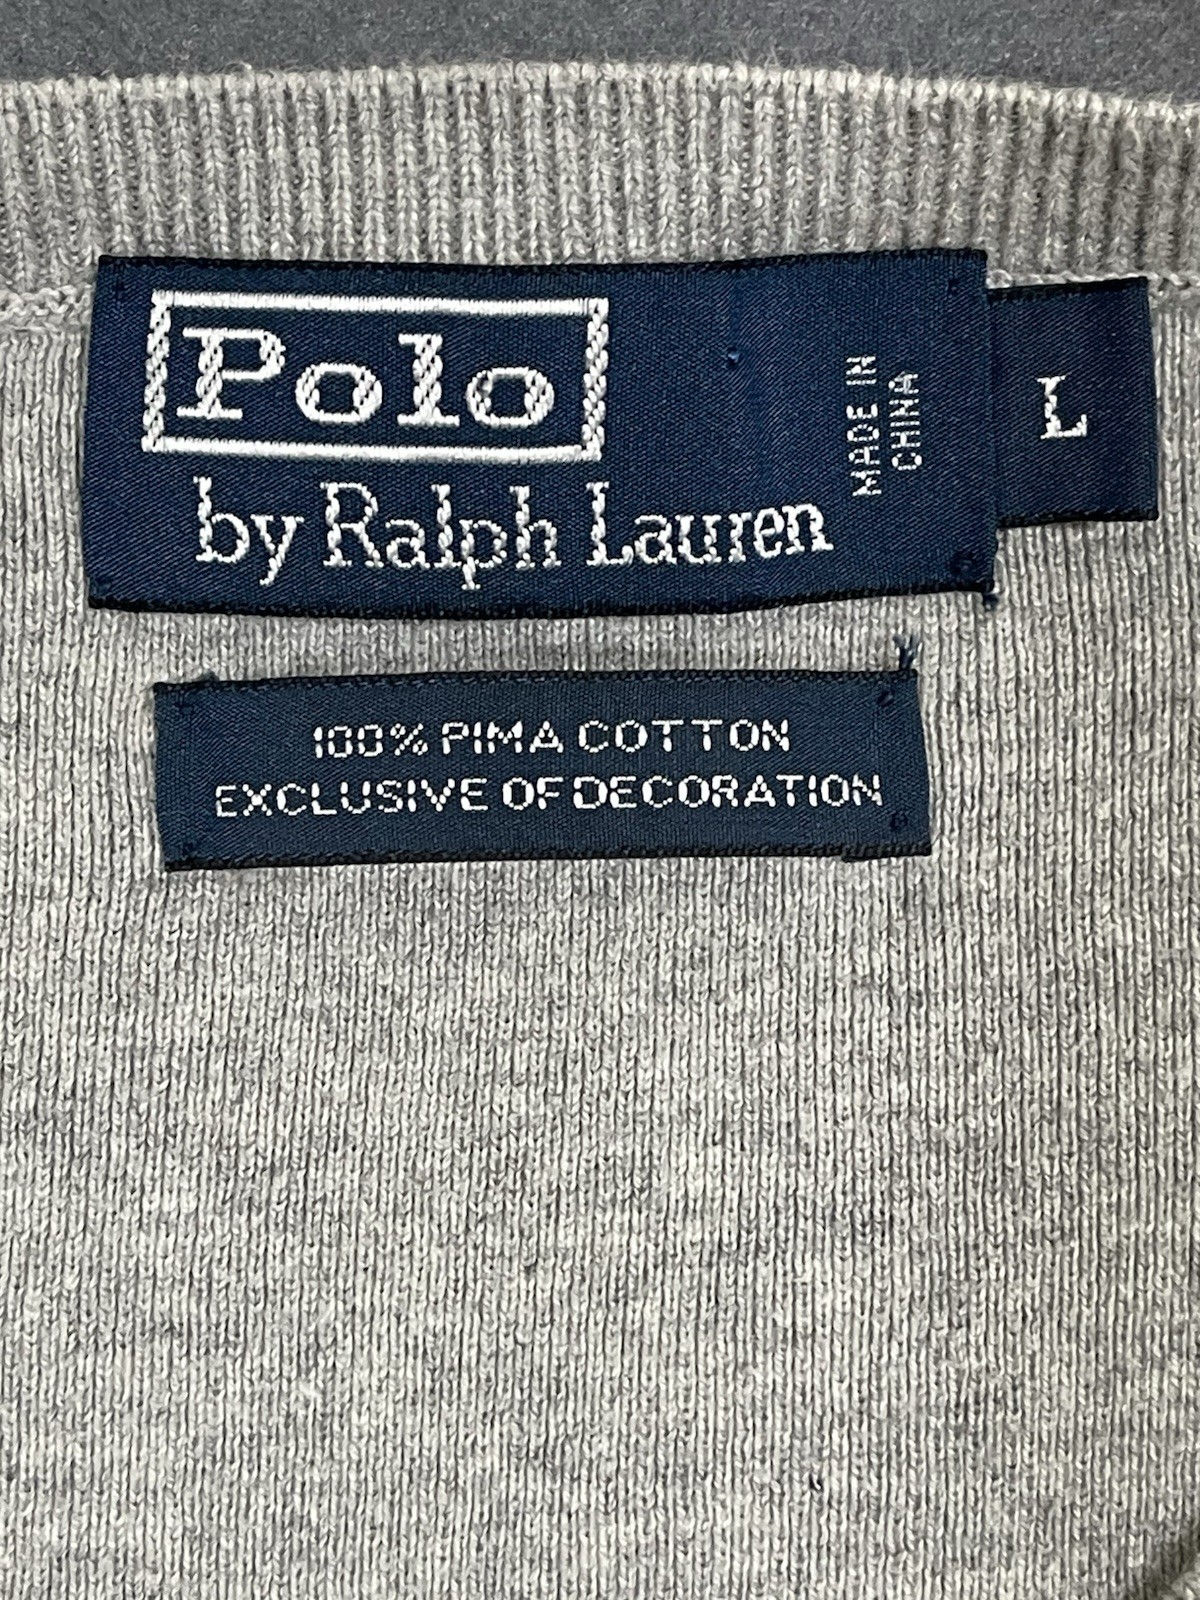 Polo
by Ralph Lauren
MADE IN
CHINA
L
100% PIMA COTTON
EXCLUSIVE OF DECORATION